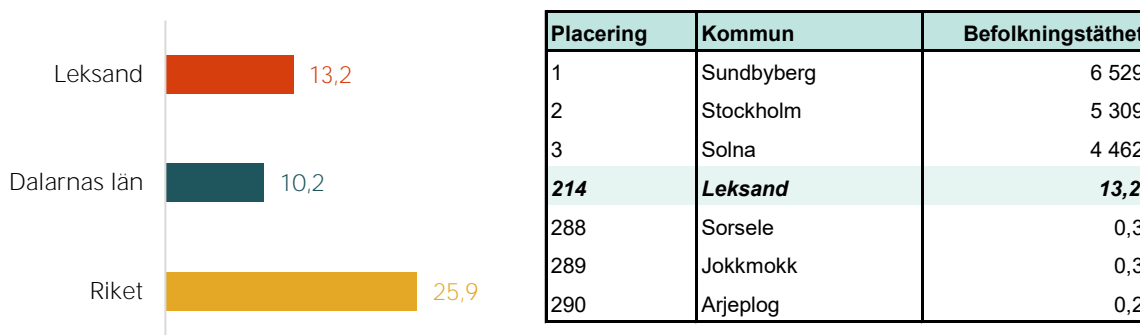 Leksand 13,2
Dalarnas län 10,2
Riket 25,9
Placering Kommun Befolkningstäthet
1 Sundbyberg 6 529
2 Stockholm 5 309
3 Solna 4 462
214 Leksand 13,2
288 Sorsele 0,3
289 Jokkmokk 0,3
290 Arjeplog 0,2